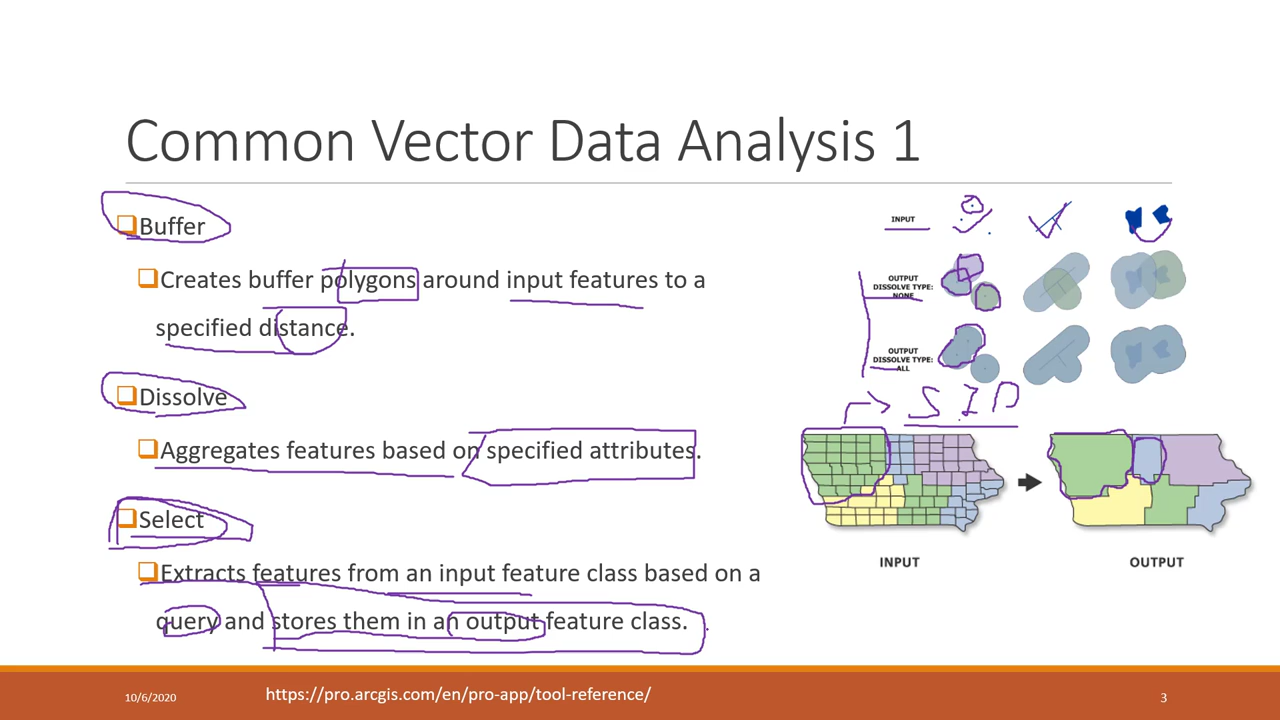 Common Vector Data Analysis 1
Buffer
Creates buffer polygons around input features to a
specified distance.
Dissolve
Aggregates features based on specified attributes.
Select
Extracts features from an input feature class based on a
query and stores them in an output feature class.
INPUT
OUTPUT
DISSOLVE TYPE:
NONE
OUTPUT
DISSOLVE TYPE:
ALL
SID
INPUT
OUTPUT
10/6/2020
https://pro.arcgis.com/en/pro-app/tool-reference/
3